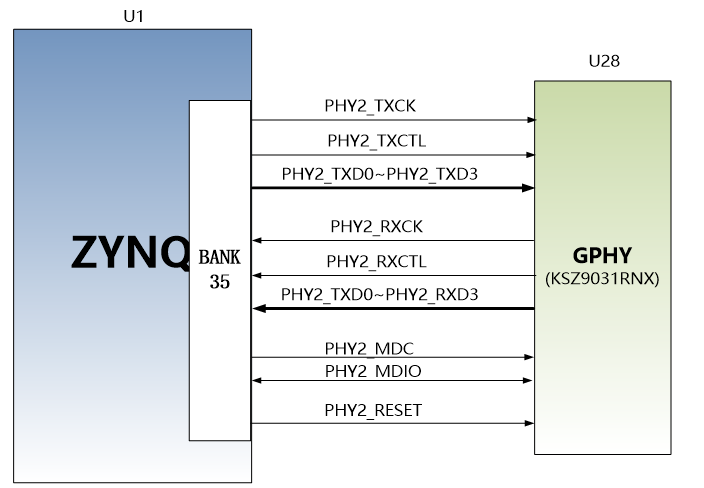 U1
U28
PHY2_TXCK
PHY2_TXCTL
PHY2_TXD0~PHY2_TXD3
PHY2_RXCK
ZYNQ
BANK
35
GPHY
(KSZ9031RNX)
PHY2_RXCTL
PHY2_TXD0~PHY2_RXD3
PHY2_MDC
PHY2_MDIO
PHY2_RESET